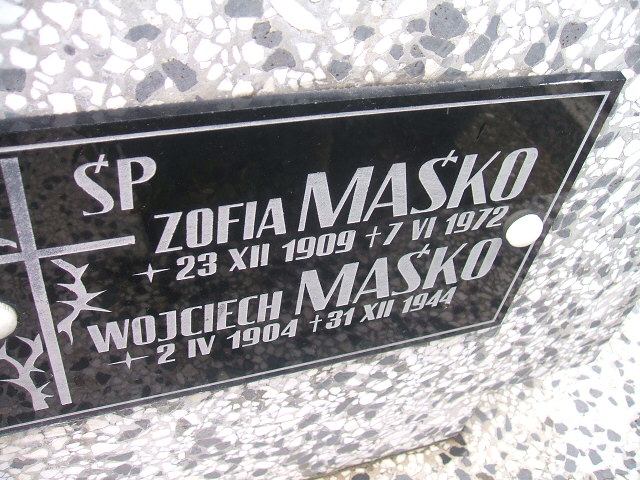 ŚP
ZOFIA MAŚKO
✦ 23 XII 1909 ✝ 7 VI 1972
WOJCIECH MAŚKO
✦ 2 IV 1904 ✝ 31 XII 1944